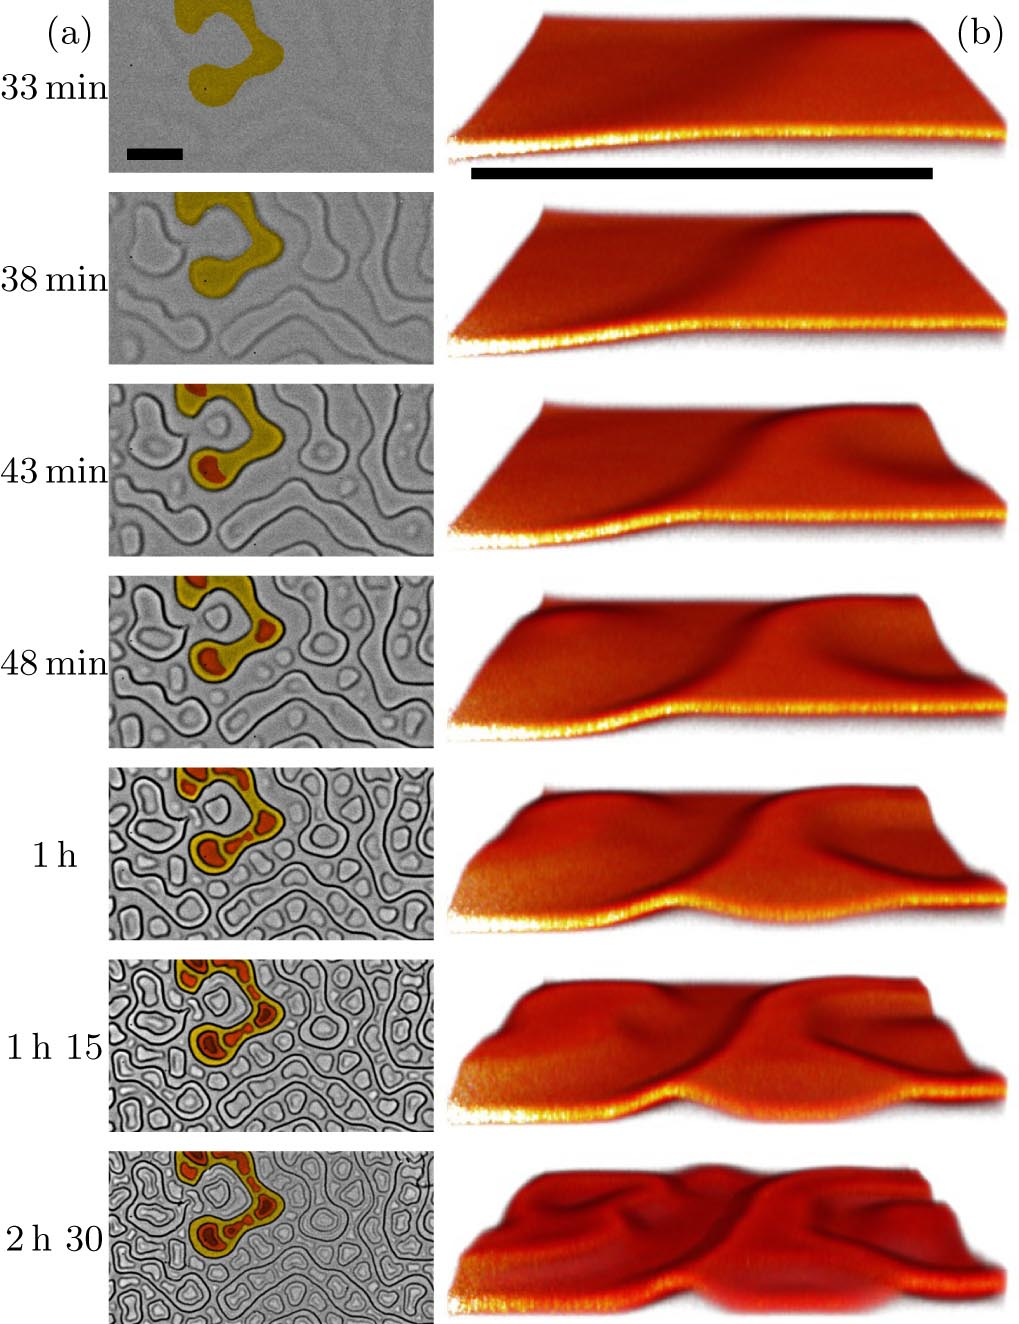 (a)
(b)
33 min
38 min
43 min
48 min
1 h
1 h 15
2 h 30